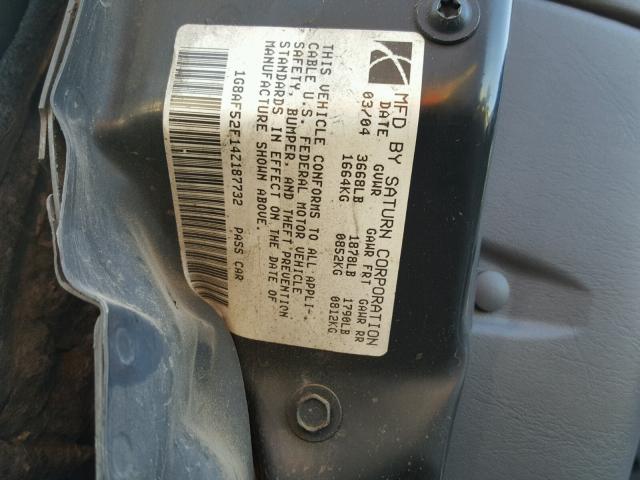 MFD BY SATURN CORPORATION
DATE GVWR GAWR FRT GAWR RR
03/04 3668LB 1878LB 1790LB
1664KG 0852KG 0812KG
THIS VEHICLE CONFORMS TO ALL APPLI-
CABLE U.S. FEDERAL MOTOR VEHICLE
SAFETY, BUMPER, AND THEFT PREVENTION
STANDARDS IN EFFECT ON THE DATE OF
MANUFACTURE SHOWN ABOVE.
1G8AF52F14Z187732 PASS CAR